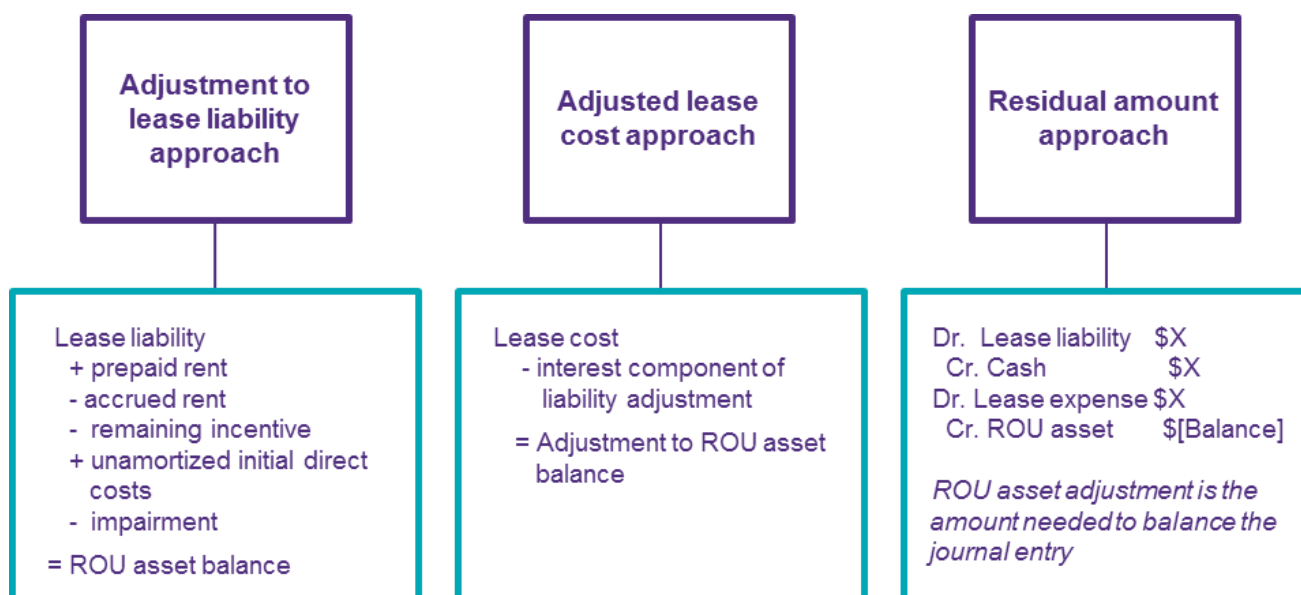 Adjustment to
lease liability
approach
Adjusted lease
cost approach
Residual amount
approach
Lease liability
+ prepaid rent
- accrued rent
- remaining incentive
+ unamortized initial direct
costs
- impairment
= ROU asset balance
Lease cost
- interest component of
liability adjustment
= Adjustment to ROU asset
balance
Dr. Lease liability $X
Cr. Cash $X
Dr. Lease expense $X
Cr. ROU asset $[Balance]
ROU asset adjustment is the
amount needed to balance the
journal entry